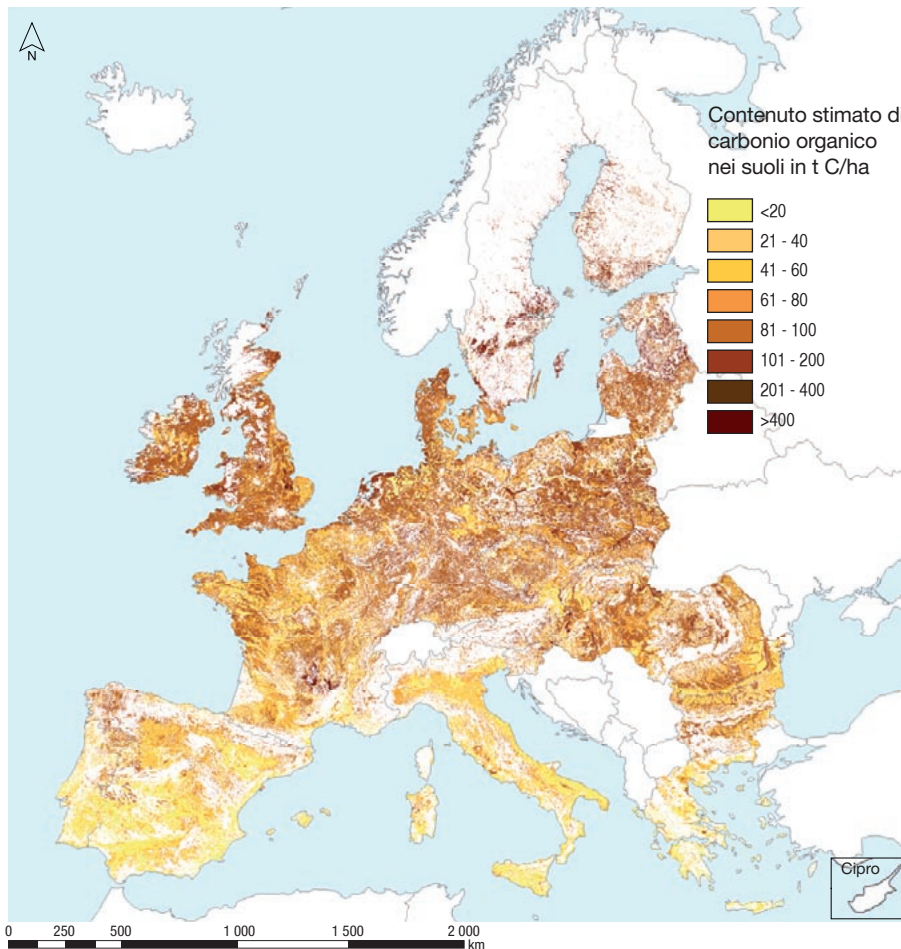 N
Contenuto stimato di
carbonio organico
nei suoli in t C/ha
<20
21 - 40
41 - 60
61 - 80
81 - 100
101 - 200
201 - 400
>400
Cipro
0 250 500 1 000 1 500 2 000
km